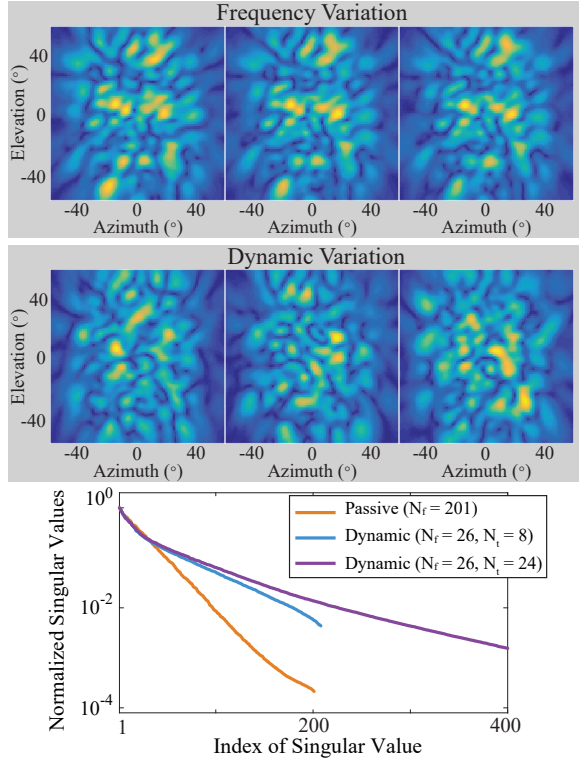 Frequency Variation
Elevation (°)
40
0
-40
-40 0 40 -40 0 40 -40 0 40
Azimuth (°) Azimuth (°) Azimuth (°)
Dynamic Variation
Elevation (°)
40
0
-40
-40 0 40 -40 0 40 -40 0 40
Azimuth (°) Azimuth (°) Azimuth (°)
Normalized Singular Values
10⁰
10⁻²
10⁻⁴
Passive (N_f = 201)
Dynamic (N_f = 26, N_t = 8)
Dynamic (N_f = 26, N_t = 24)
1 200 400
Index of Singular Value